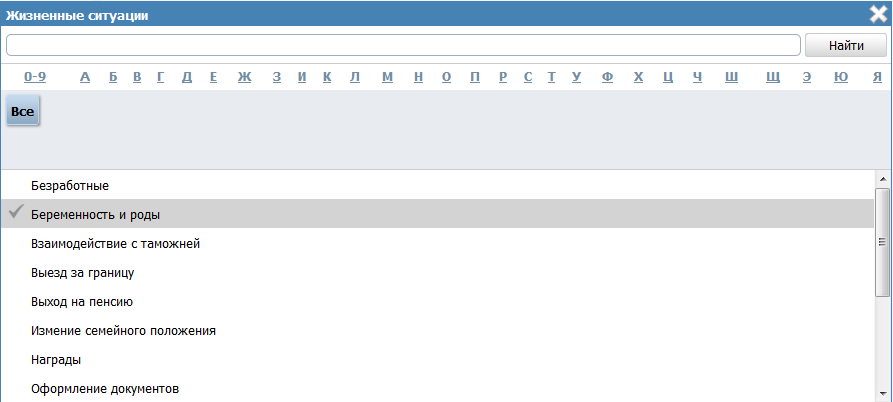 Жизненные ситуации
Найти
0-9 А Б В Г Д Е Ж З И К Л М Н О П Р С Т У Ф Х Ц Ч Ш Щ Э Ю Я
Все
Безработные
Беременность и роды
Взаимодействие с таможней
Выезд за границу
Выход на пенсию
Измение семейного положения
Награды
Оформление документов